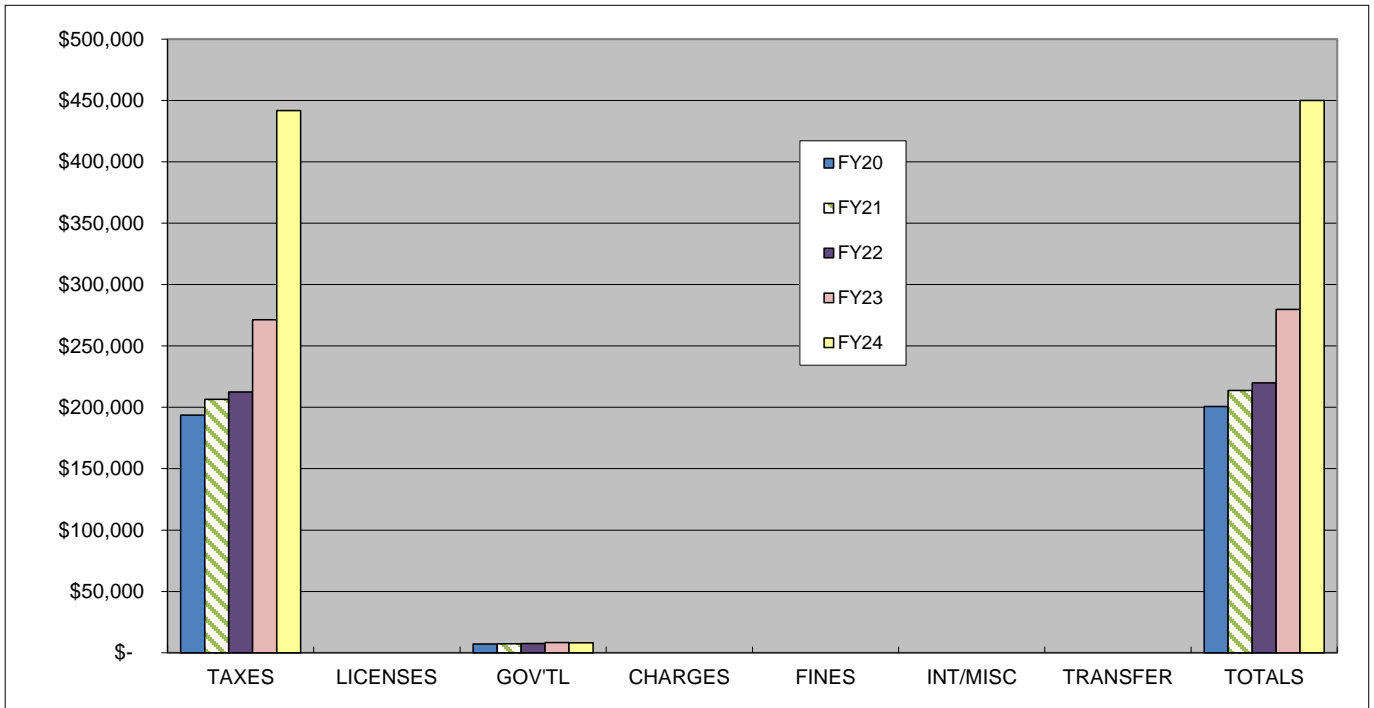 $500,000
$450,000
$400,000
$350,000
$300,000
$250,000
$200,000
$150,000
$100,000
$50,000
$-
FY20
FY21
FY22
FY23
FY24
TAXES LICENSES GOV'TL CHARGES FINES INT/MISC TRANSFER TOTALS